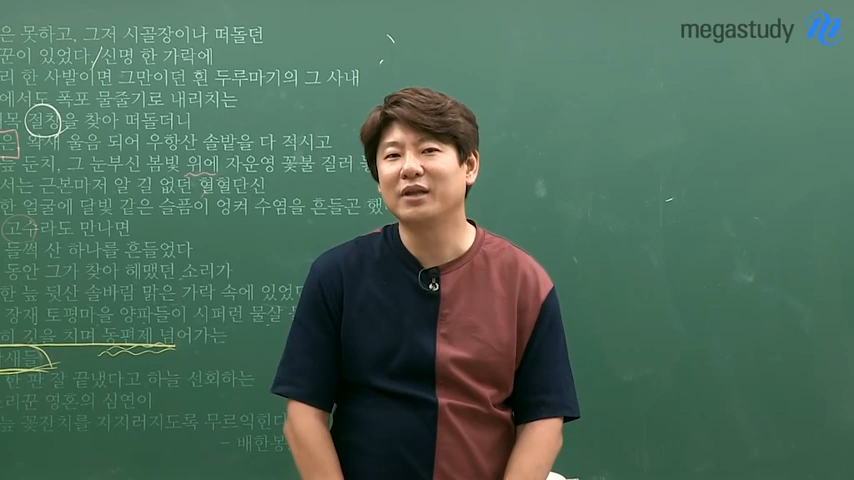 megastudy
은 못하고, 그저 시골장이나 떠돌던
꾼이 있었다, 신명 한 가락에
리 한 사발이면 그만이던 흰 두루마기의 그 사내
에서도 폭포 물줄기로 내리치는
목 절창을 찾아 떠돌더니
은 왁새 울음 되어 우항산 솔밭을 다 적시고
늪 둔치, 그 눈부신 봄빛 위에 자운영 꽃불 질러
서는 근본마저 알 길 없던 혈혈단신
한 얼굴에 달빛 같은 슬픔이 엉켜 수염을 흔들곤 했
고수라도 만나면
들썩 산 하나를 흔들었다
동안 그가 찾아 헤맸던 소리가
한 늪 뒷산 솔바람 맑은 가락 속에 있었다
장재 토평마을 양파들이 시퍼런 물살
히 깃을 치며 동편제 넘어가는
새들
한 판 잘 끝냈다고 하늘 선회하는
리꾼 영혼의 심연이
늪 꽃잔치를 자지러지도록 무르익힌다
- 배한봉